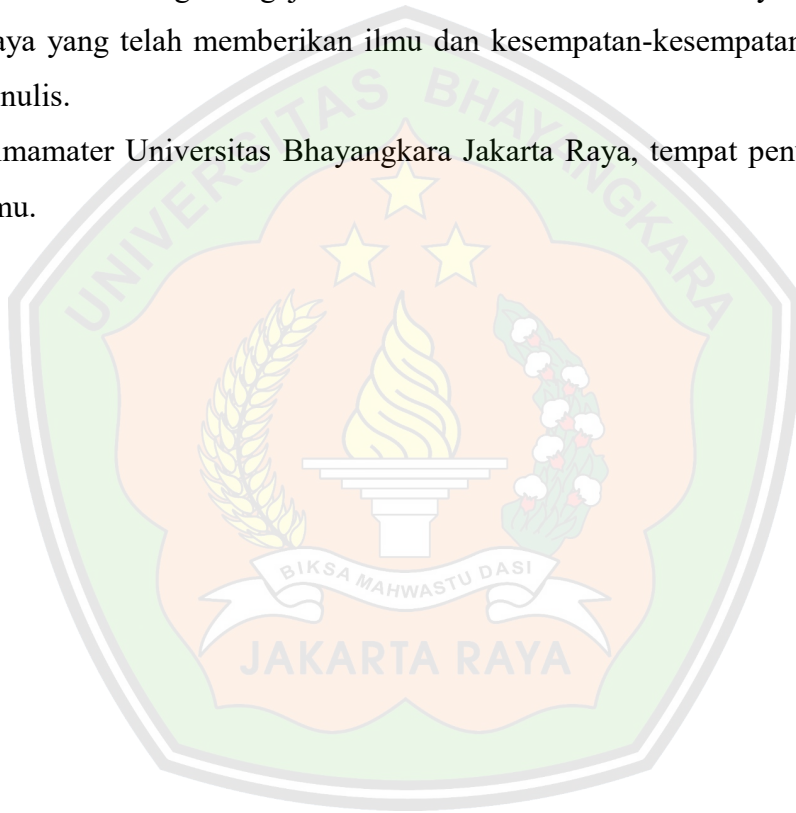 aya yang telah memberikan ilmu dan kesempatan-kesempatan
nulis.
mamater Universitas Bhayangkara Jakarta Raya, tempat pen
mu.
UNIVERSITAS BHAYANGKARA
BIKSA MAHWASTU DASI
JAKARTA RAYA